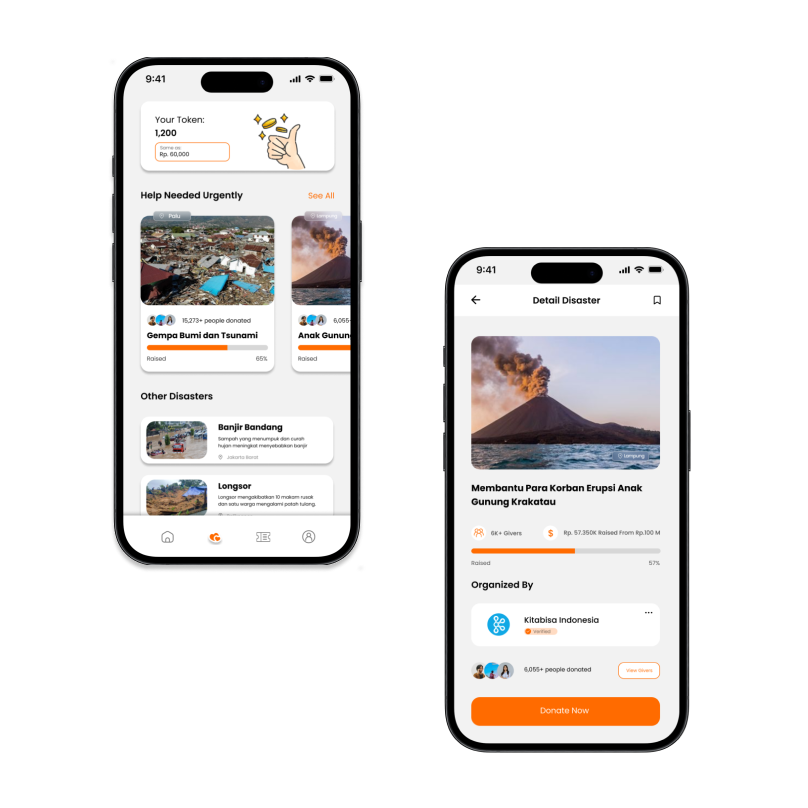 9:41
Your Token:
1,200
Same as:
Rp. 60,000
Help Needed Urgently
See All
Palu
Lampung
15,273+ people donated
6,055
Gempa Bumi dan Tsunami
Anak Gunun
Raised
65%
Raised
Other Disasters
Banjir Bandang
Sampah yang menumpuk dan curah
hujan meningkat menyebabkan banjir
Jakarta Barat
Longsor
Longsor mengakibatkan 10 makam rusak
dan satu warga mengalami patah tulang.
9:41
Detail Disaster
Lampung
Membantu Para Korban Erupsi Anak
Gunung Krakatau
6K+ Givers
$
Rp. 57.350K Raised From Rp.100 M
Raised
57%
Organized By
Kitabisa Indonesia
Verified
6,055+ people donated
View Givers
Donate Now